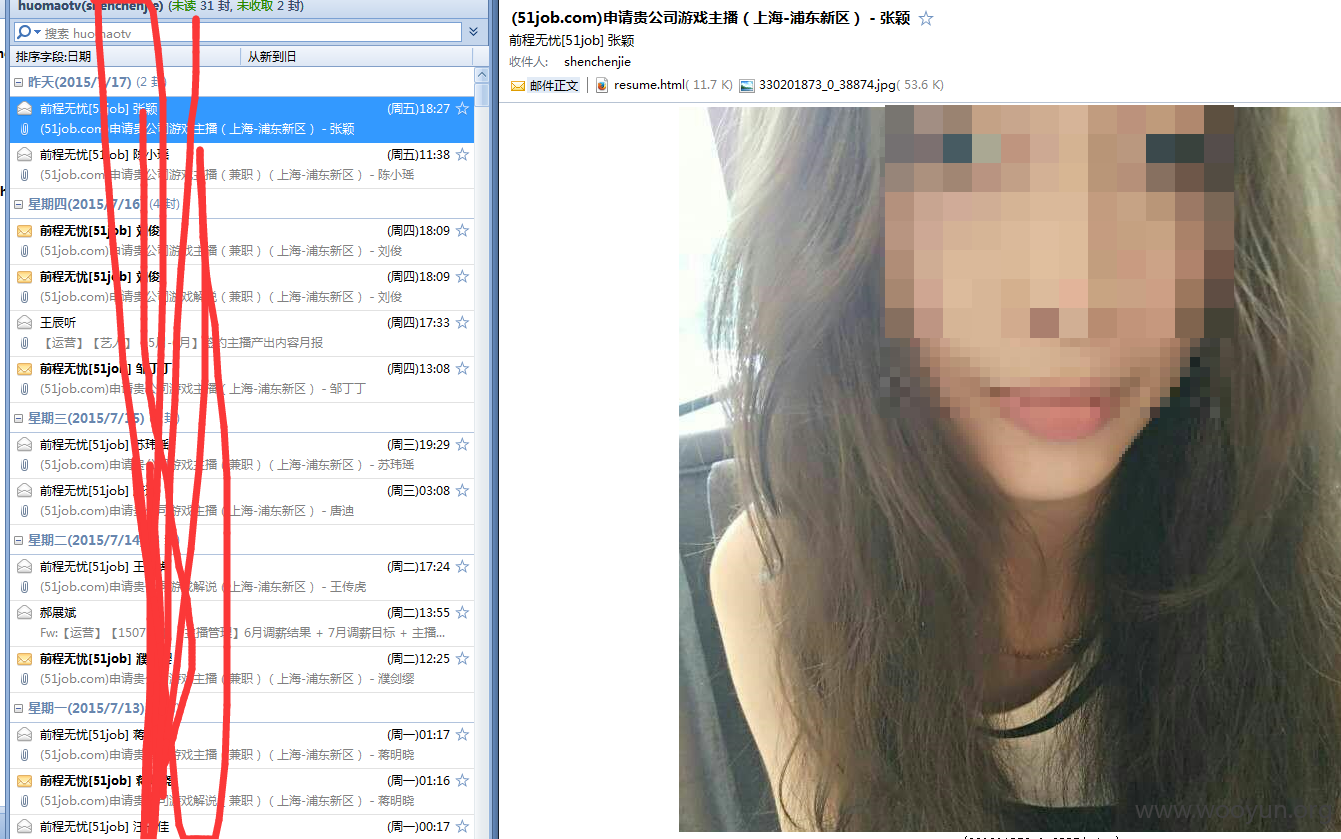 huomaotv(shenchenjie) (未读 31 封, 未收取 2 封)
搜索 huomaotv
排序字段:日期 从新到旧
昨天(2015/7/17) (2 封)
前程无忧[51job] 张颖 (周五)18:27
(51job.com)申请贵公司游戏主播（上海-浦东新区） - 张颖
前程无忧[51job] 陈小瑶 (周五)11:38
(51job.com)申请贵公司游戏主播（兼职）（上海-浦东新区） - 陈小瑶
星期四(2015/7/16) (4 封)
前程无忧[51job] 刘俊 (周四)18:09
(51job.com)申请贵公司游戏主播（兼职）（上海-浦东新区） - 刘俊
前程无忧[51job] 刘俊 (周四)18:09
(51job.com)申请贵公司游戏解说（兼职）（上海-浦东新区） - 刘俊
王辰昕 (周四)17:33
【运营】【艺人】 5月 月】签约主播产出内容月报
前程无忧[51job] 邹丁丁 (周四)13:08
(51job.com)申请贵公司游戏主播（上海-浦东新区） - 邹丁丁
星期三(2015/7/15) 封)
前程无忧[51job] 苏玮瑶 (周三)19:29
(51job.com)申请贵公司游戏主播（兼职）（上海-浦东新区） - 苏玮瑶
前程无忧[51job] (周三)03:08
(51job.com)申请贵公司游戏主播（上海-浦东新区） - 唐迪
星期二(2015/7/14)
前程无忧[51job] 王 虎 (周二)17:24
(51job.com)申请贵公司游戏解说（上海-浦东新区） - 王传虎
郝展斌 (周二)13:55
Fw:【运营】【1507 主播管理】6月调薪结果 + 7月调薪目标 + 主播...
前程无忧[51job] 濮 (周二)12:25
(51job.com)申请贵公司游戏主播（上海-浦东新区） - 濮剑缨
星期一(2015/7/13)
前程无忧[51job] 蒋 (周一)01:17
(51job.com)申请贵公司游戏主播（兼职）（上海-浦东新区） - 蒋明晓
前程无忧[51job] 蒋 晓 (周一)01:16
(51job.com)申请贵公司游戏解说（兼职）（上海-浦东新区） - 蒋明晓
前程无忧[51job] 汪 佳 (周一)00:17
(51job.com)申请贵公司游戏主播（上海-浦东新区） - 张颖
前程无忧[51job] 张颖
收件人: shenchenjie
邮件正文 resume.html( 11.7 K) 330201873_0_38874.jpg( 53.6 K)
www.wooyun.org